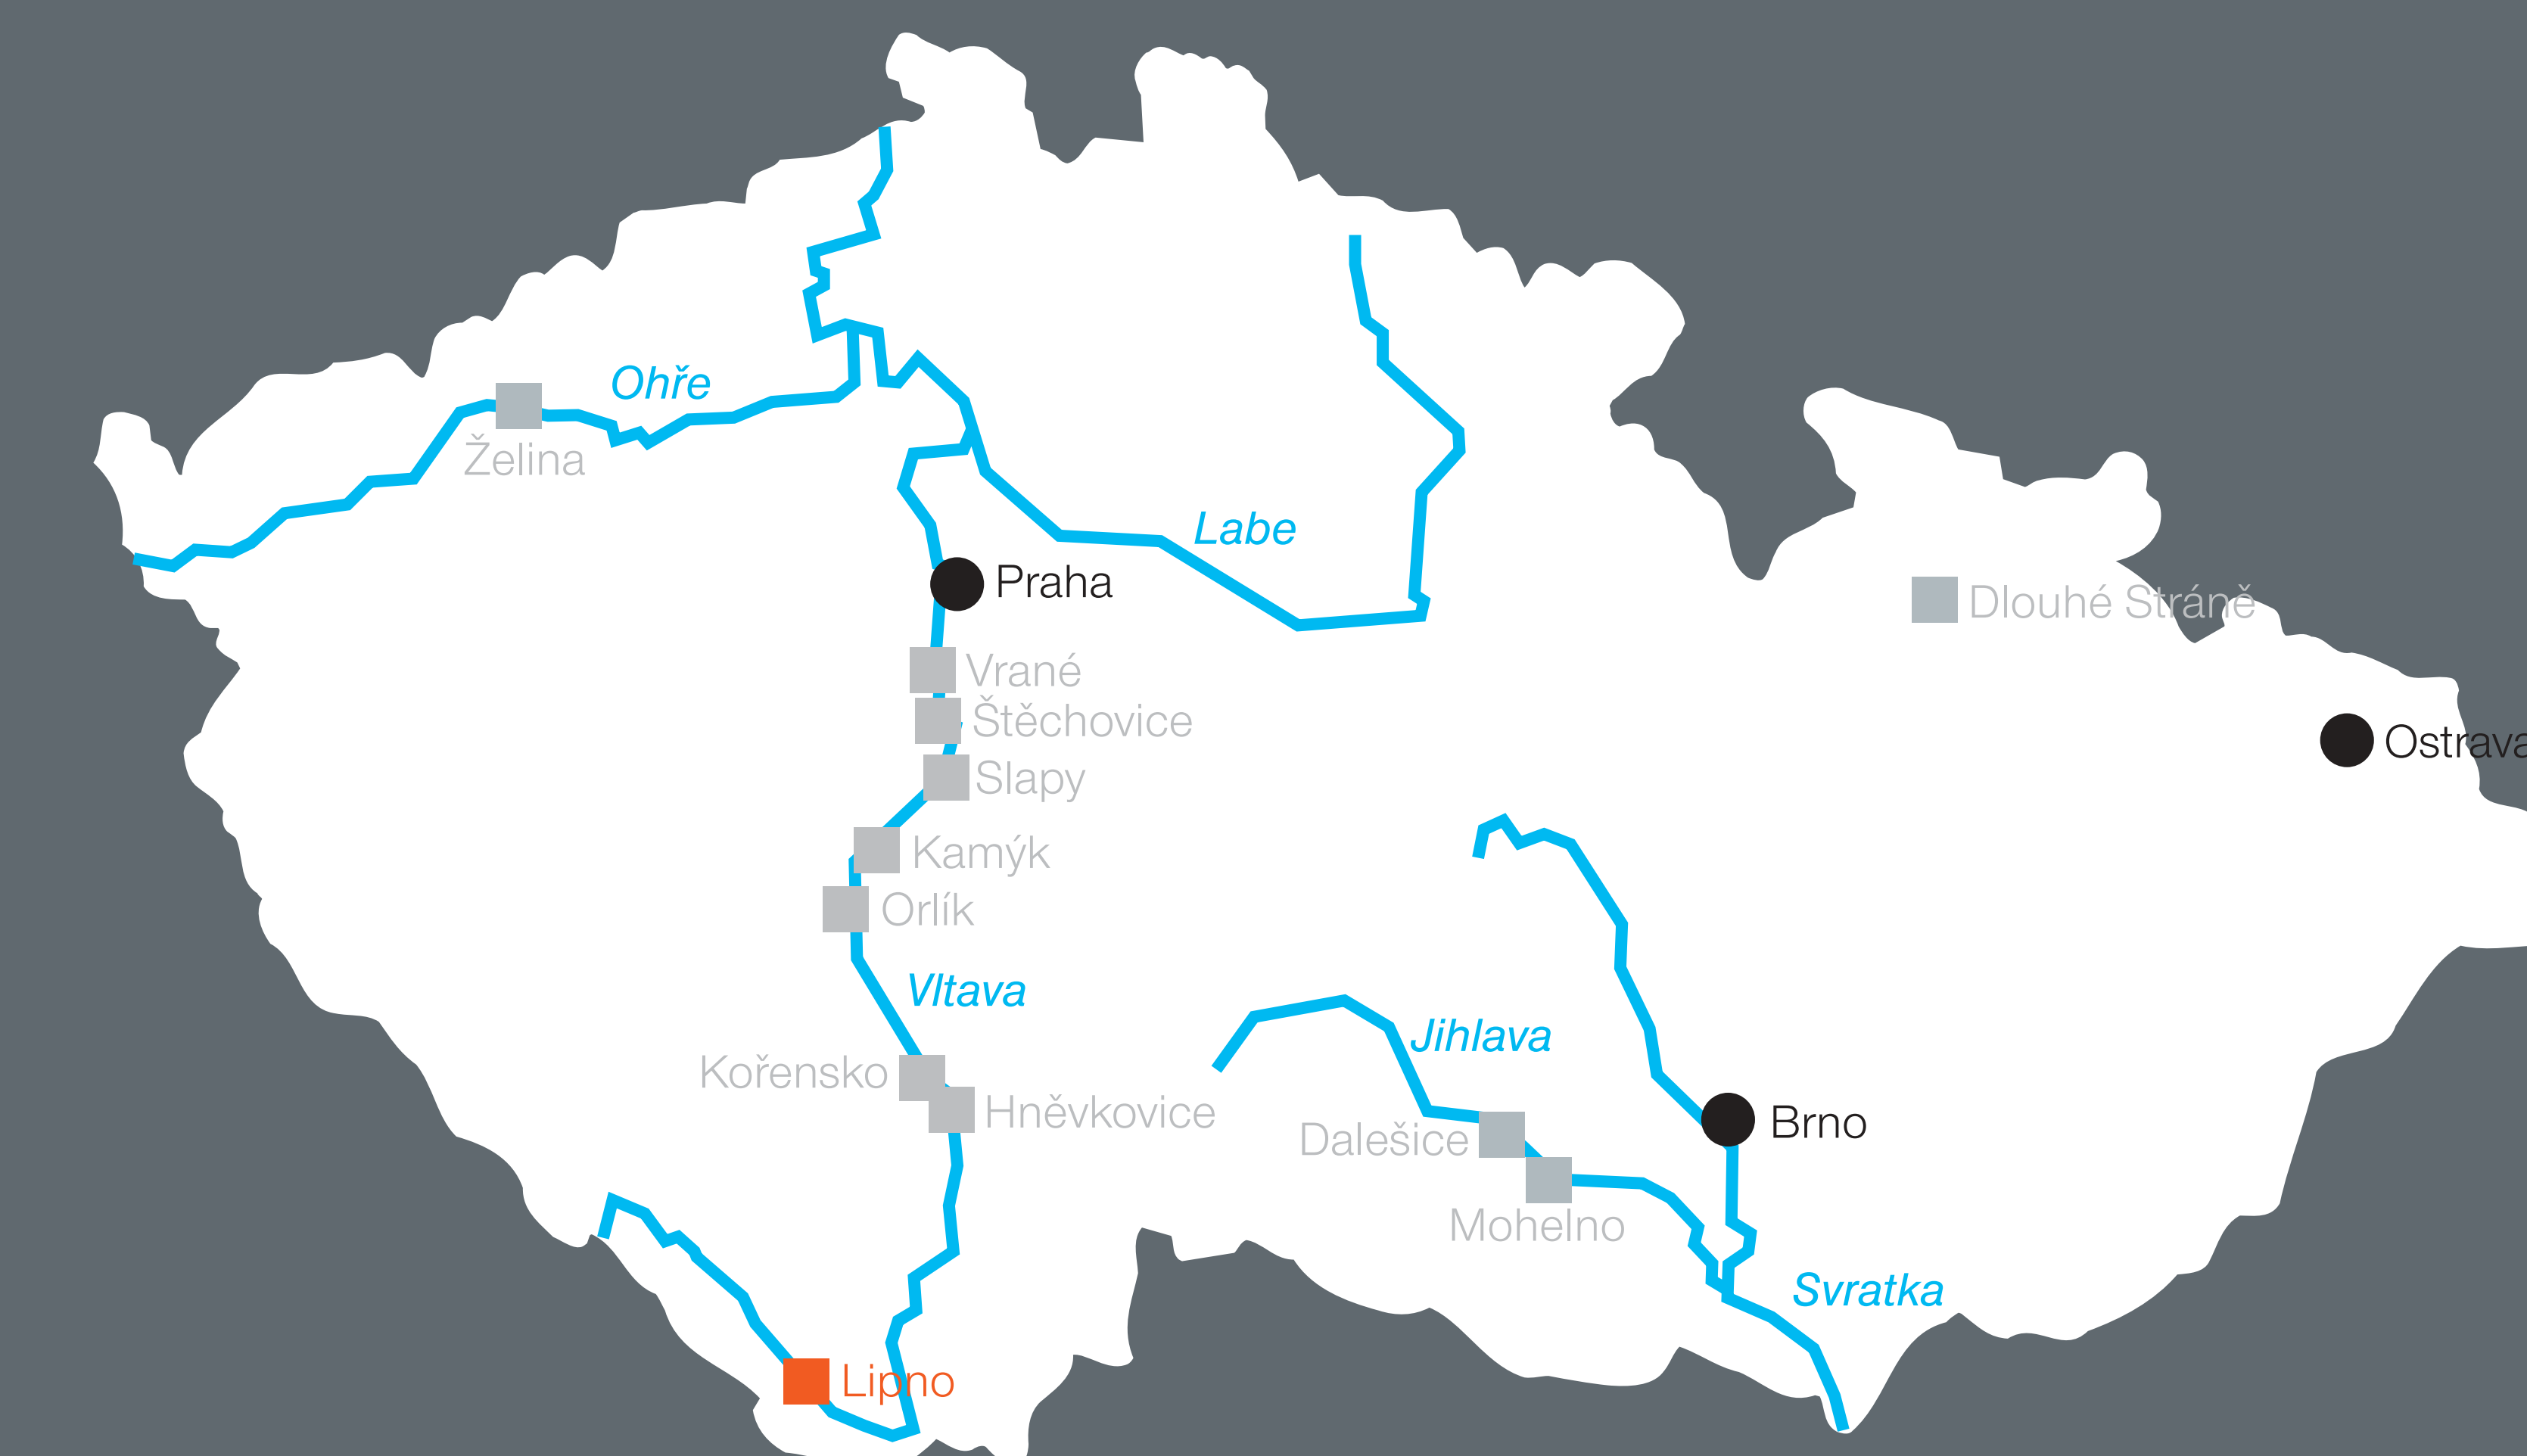 Ohře
Želina
Labe
Praha
Dlouhé Stráně
Vrané
Štěchovice
Ostrava
Slapy
Kamýk
Orlík
Vltava
Jihlava
Kořensko
Hněvkovice
Brno
Dalešice
Mohelno
Svratka
Lipno